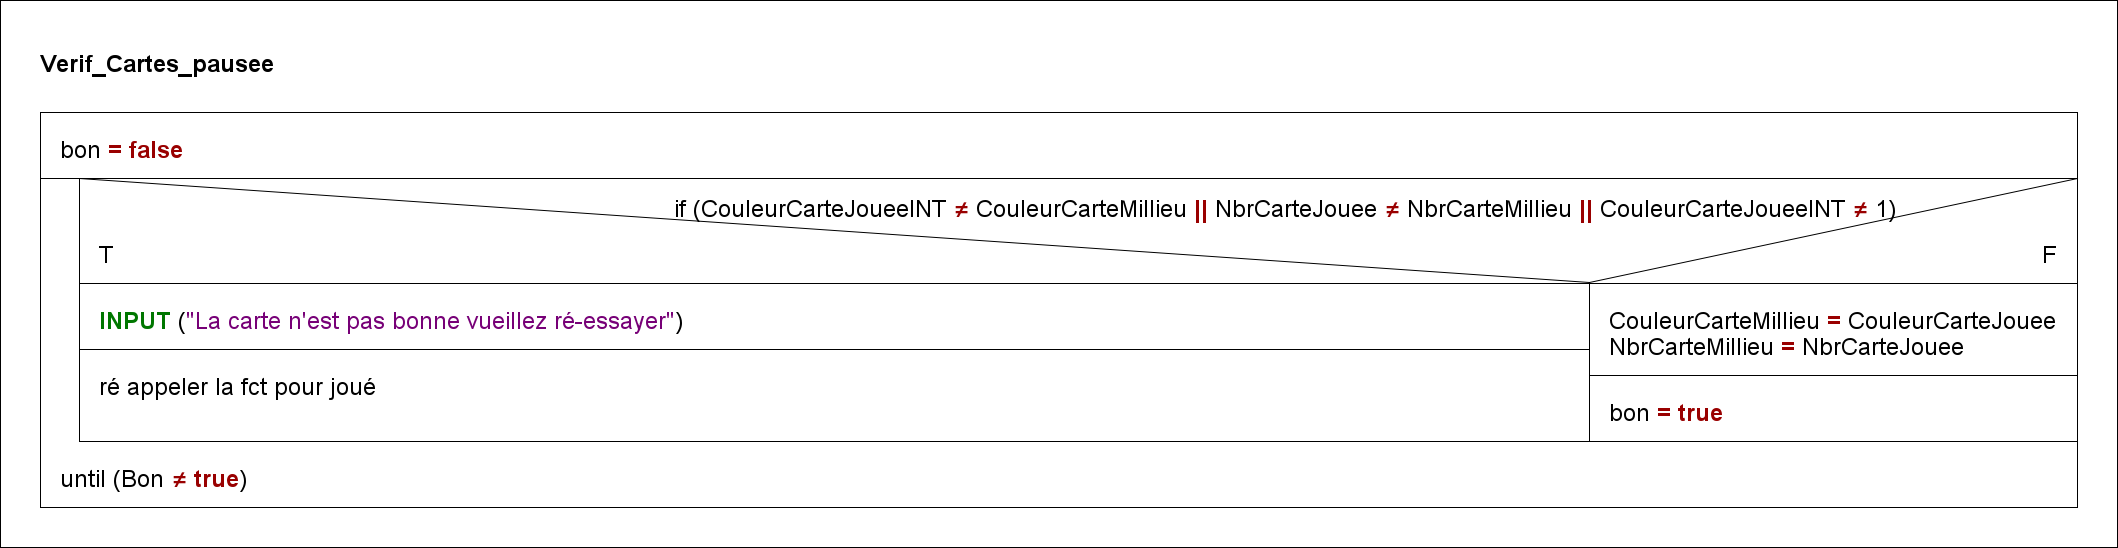 Verif_Cartes_pausee
bon = false
if (CouleurCarteJoueeINT ≠ CouleurCarteMillieu || NbrCarteJouee ≠ NbrCarteMillieu || CouleurCarteJoueeINT ≠ 1)
T
F
INPUT ("La carte n'est pas bonne vueillez ré-essayer")
ré appeler la fct pour joué
CouleurCarteMillieu = CouleurCarteJouee
NbrCarteMillieu = NbrCarteJouee
bon = true
until (Bon ≠ true)